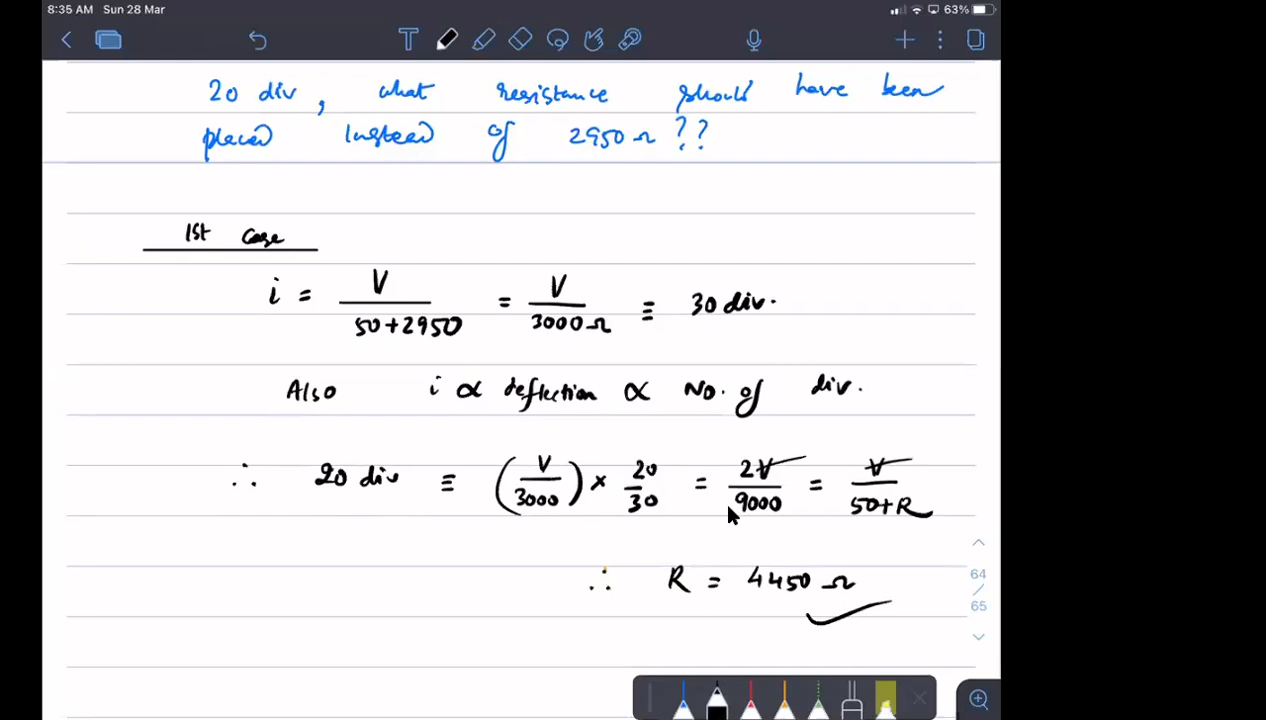 8:35 AM Sun 28 Mar 63%
20 div, what resistance should have been
placed instead of 2950 Ω ??
1st case
i = V / (50+2950) = V / 3000 Ω ≡ 30 div.
Also i ∝ deflection ∝ No. of div.
∴ 20 div ≡ (V/3000) × 20/30 = 2V/9000 = V/(50+R)
∴ R = 4450 Ω
64
/
65